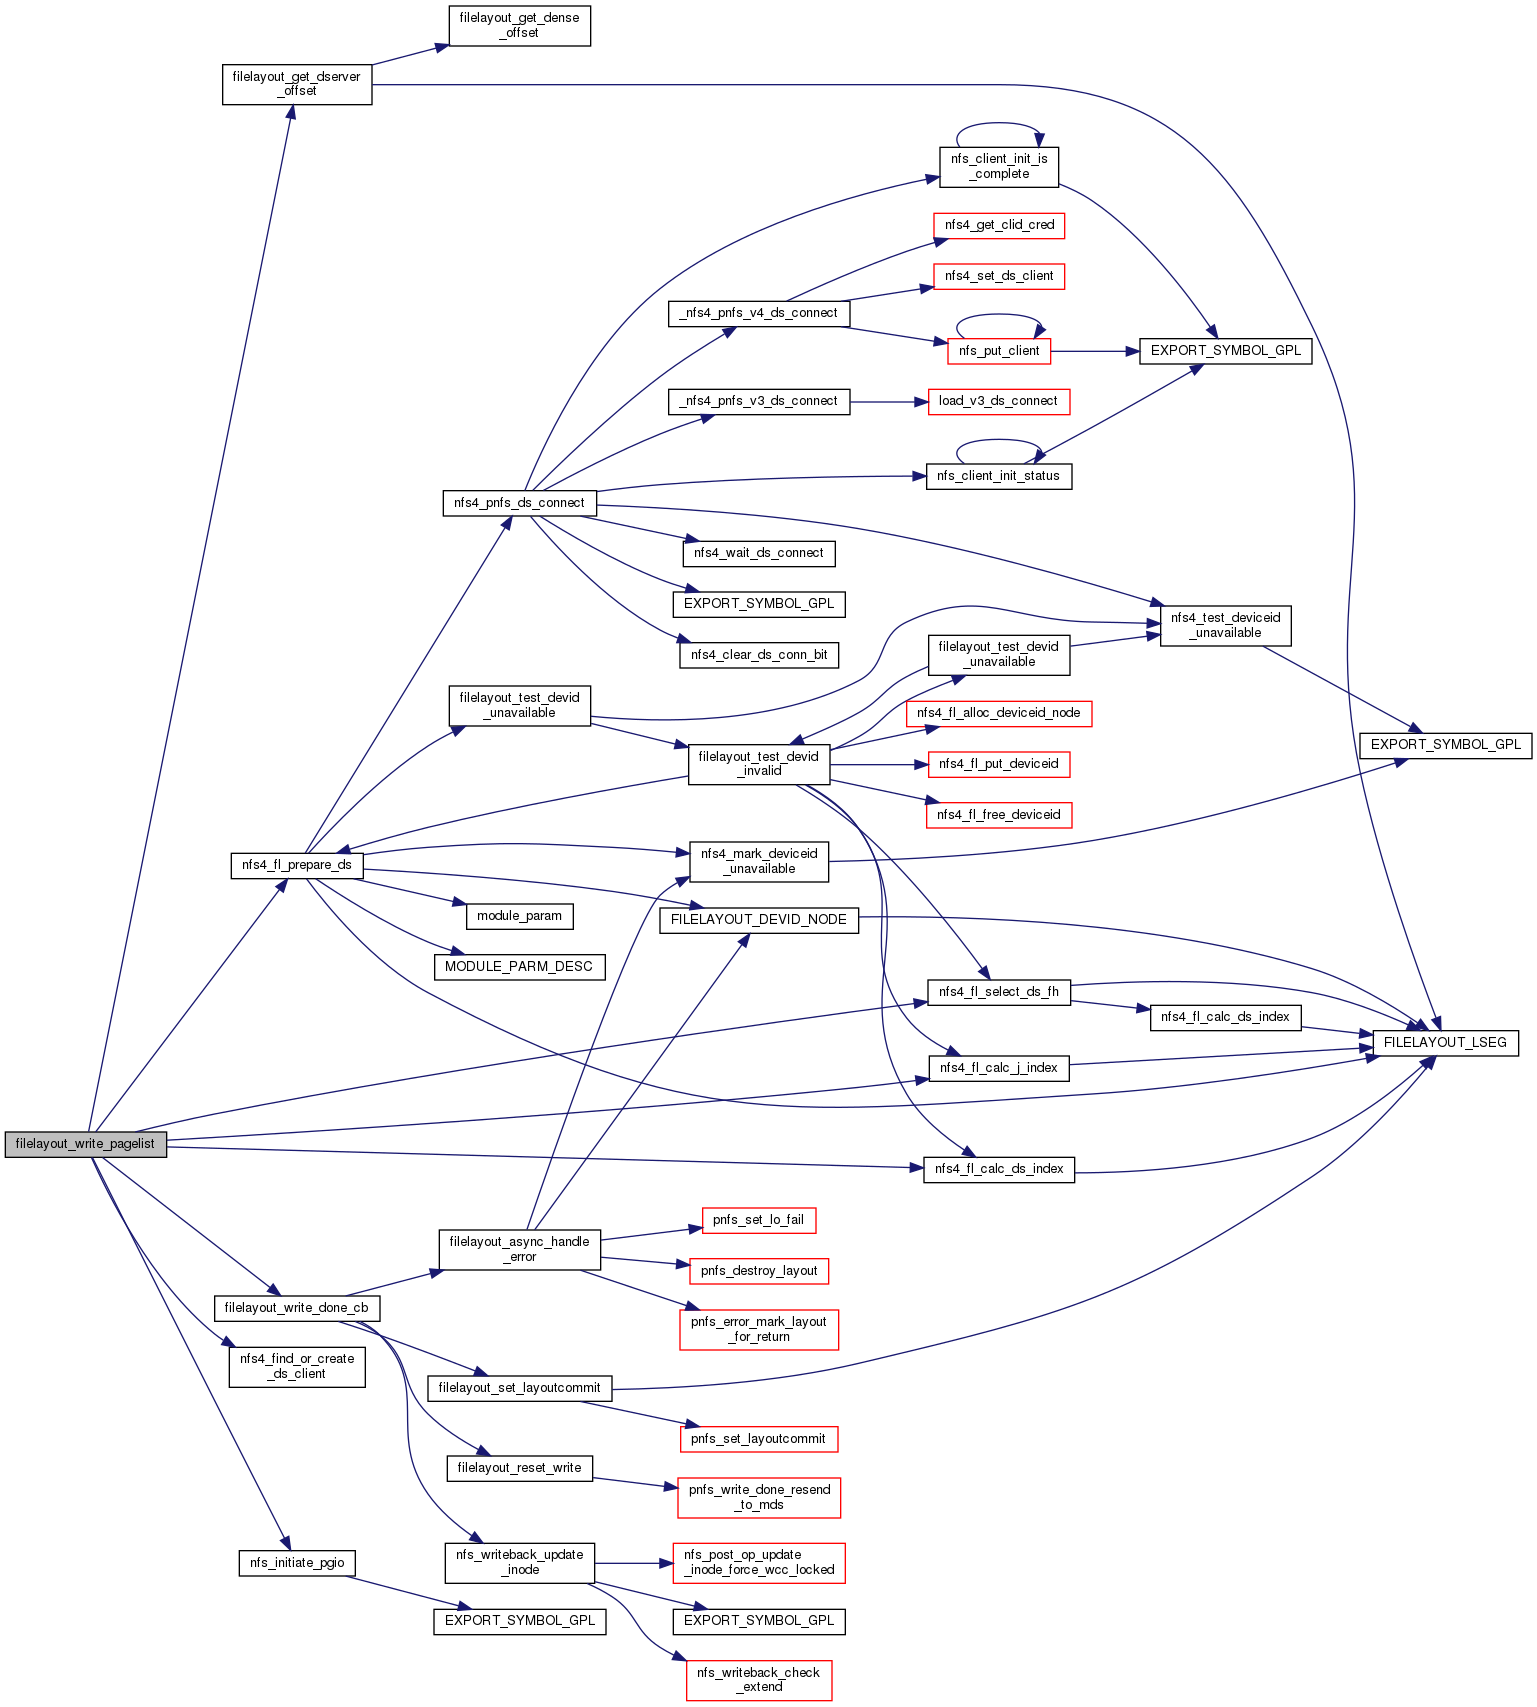 filelayout_get_dense
_offset
filelayout_get_dserver
_offset
nfs_client_init_is
_complete
nfs4_get_clid_cred
nfs4_set_ds_client
_nfs4_pnfs_v4_ds_connect
nfs_put_client
EXPORT_SYMBOL_GPL
_nfs4_pnfs_v3_ds_connect
load_v3_ds_connect
nfs_client_init_status
nfs4_pnfs_ds_connect
nfs4_wait_ds_connect
EXPORT_SYMBOL_GPL
nfs4_test_deviceid
_unavailable
nfs4_clear_ds_conn_bit
filelayout_test_devid
_unavailable
filelayout_test_devid
_unavailable
nfs4_fl_alloc_deviceid_node
EXPORT_SYMBOL_GPL
filelayout_test_devid
_invalid
nfs4_fl_put_deviceid
nfs4_fl_free_deviceid
nfs4_fl_prepare_ds
nfs4_mark_deviceid
_unavailable
module_param
FILELAYOUT_DEVID_NODE
MODULE_PARM_DESC
nfs4_fl_select_ds_fh
nfs4_fl_calc_ds_index
FILELAYOUT_LSEG
nfs4_fl_calc_j_index
filelayout_write_pagelist
nfs4_fl_calc_ds_index
pnfs_set_lo_fail
filelayout_async_handle
_error
pnfs_destroy_layout
filelayout_write_done_cb
pnfs_error_mark_layout
_for_return
nfs4_find_or_create
_ds_client
filelayout_set_layoutcommit
pnfs_set_layoutcommit
filelayout_reset_write
pnfs_write_done_resend
_to_mds
nfs_initiate_pgio
nfs_writeback_update
_inode
nfs_post_op_update
_inode_force_wcc_locked
EXPORT_SYMBOL_GPL
EXPORT_SYMBOL_GPL
nfs_writeback_check
_extend